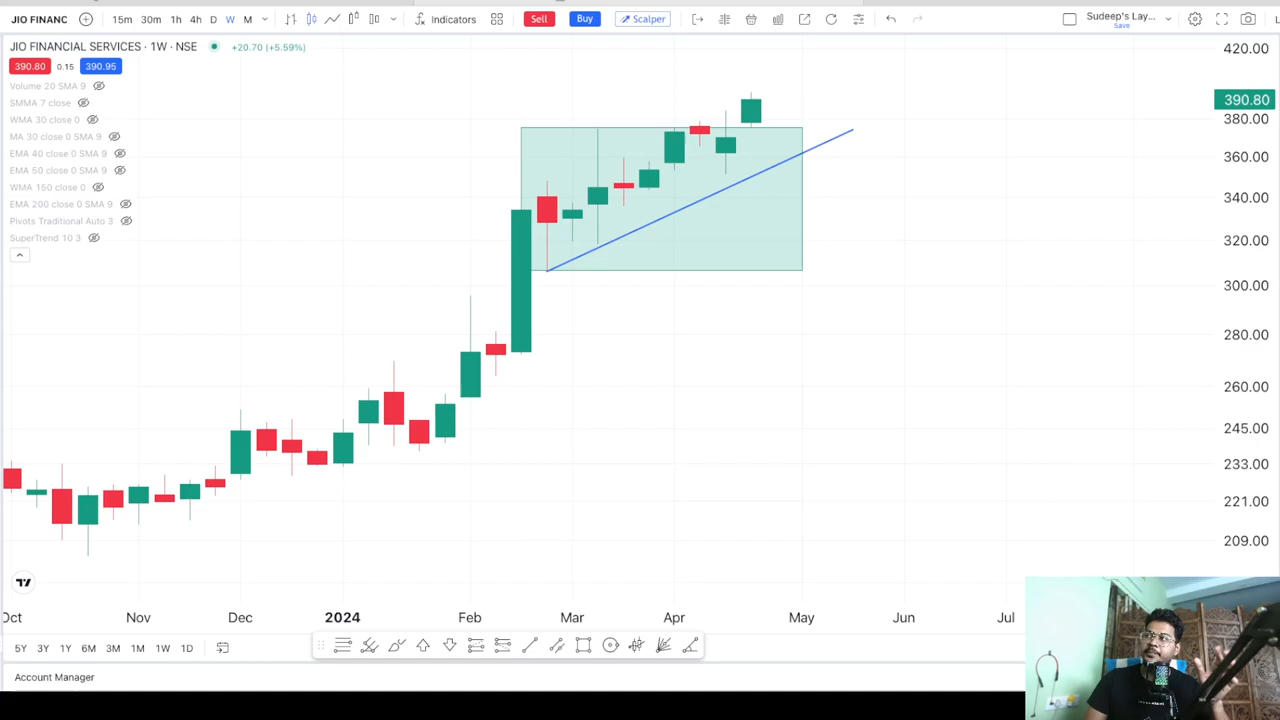 JIO FINANC 15m 30m 1h 4h D W M Indicators Sell Buy Scalper Sudeep's Lay...
Save
JIO FINANCIAL SERVICES · 1W · NSE +20.70 (+5.59%)
390.80 0.15 390.95
Volume 20 SMA 9
SMMA 7 close
WMA 30 close 0
MA 30 close 0 SMA 9
EMA 40 close 0 SMA 9
EMA 50 close 0 SMA 9
WMA 150 close 0
EMA 200 close 0 SMA 9
Pivots Traditional Auto 3
SuperTrend 10 3
420.00
390.80
380.00
360.00
340.00
320.00
300.00
280.00
260.00
245.00
233.00
221.00
209.00
Oct Nov Dec 2024 Feb Mar Apr May Jun Jul
5Y 3Y 1Y 6M 3M 1M 1W 1D
Account Manager